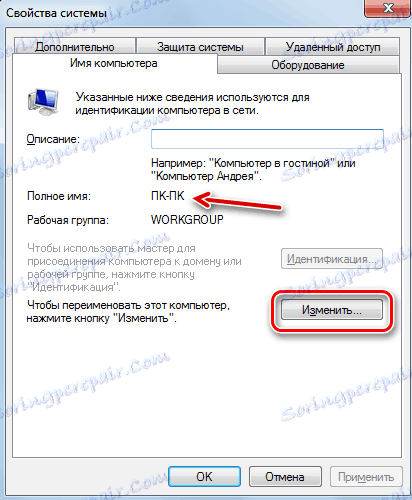 Свойства системы
Дополнительно
Защита системы
Удаленный доступ
Имя компьютера
Оборудование
Указанные ниже сведения используются для
идентификации компьютера в сети.
Описание:
Например: "Компьютер в гостиной" или
"Компьютер Андрея".
Полное имя:
ПК-ПК
Рабочая группа:
WORKGROUP
Чтобы использовать мастер для
присоединения компьютера к домену или
рабочей группе, нажмите кнопку
"Идентификация".
Идентификация...
Чтобы переименовать этот компьютер,
нажмите кнопку "Изменить".
Изменить...
OK
Отмена
Применить
Soringpcrepair.com